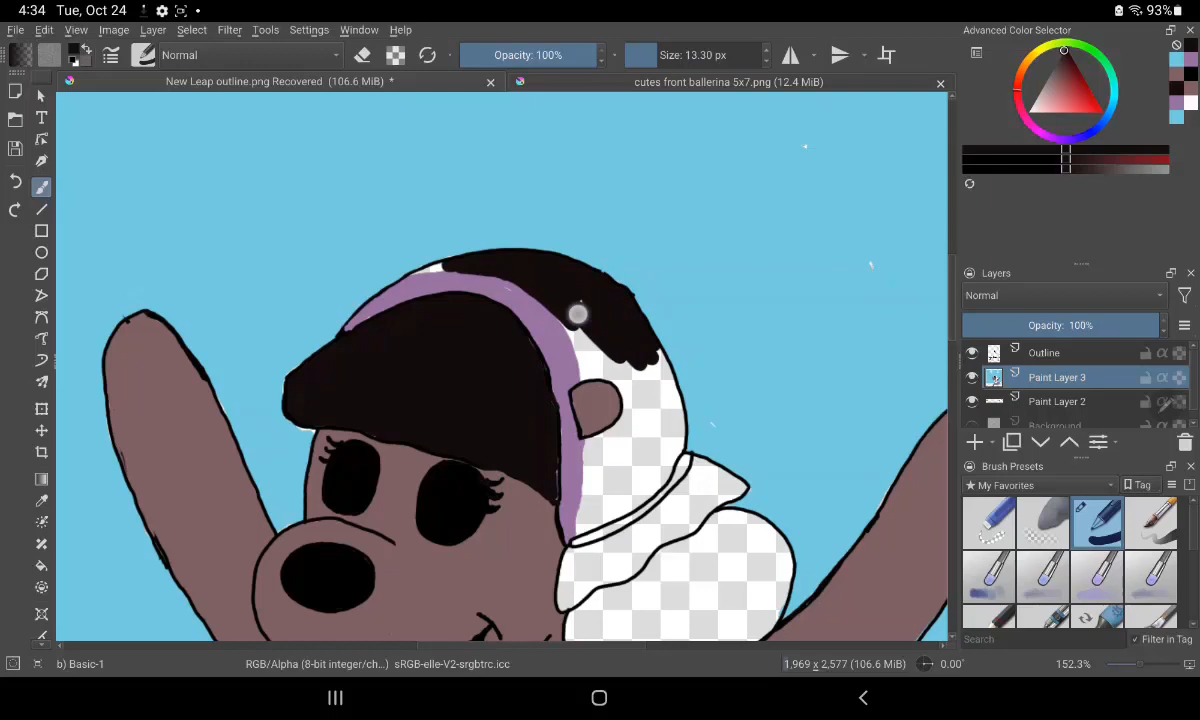 4:34 Tue, Oct 24
93%
File Edit View Image Layer Select Filter Tools Settings Window Help
Advanced Color Selector
Normal
Opacity: 100%
Size: 13.30 px
New Leap outline.png Recovered (106.6 MiB) *
cutes front ballerina 5x7.png (12.4 MiB)
Layers
Normal
Opacity: 100%
Outline
Paint Layer 3
Paint Layer 2
Background
Brush Presets
★ My Favorites
Tag
Search
✓ Filter in Tag
b) Basic-1
RGB/Alpha (8-bit integer/ch...) sRGB-elle-V2-srgbtrc.icc
1,969 x 2,577 (106.6 MiB)
0.00°
152.3%